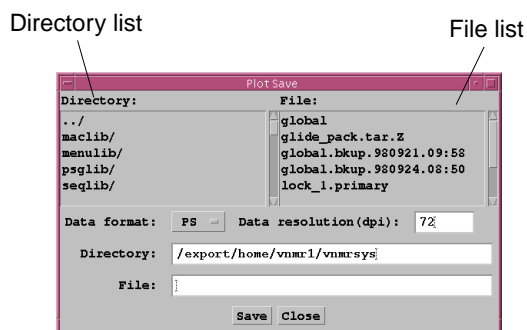 Directory list
File list
Plot Save
Directory: File:
../ global
maclib/ glide_pack.tar.Z
menulib/ global.bkup.980921.09:58
psglib/ global.bkup.980924.08:50
seqlib/ lock_1.primary
Data format: PS Data resolution(dpi): 72
Directory: /export/home/vnmr1/vnmrsys
File:
Save Close